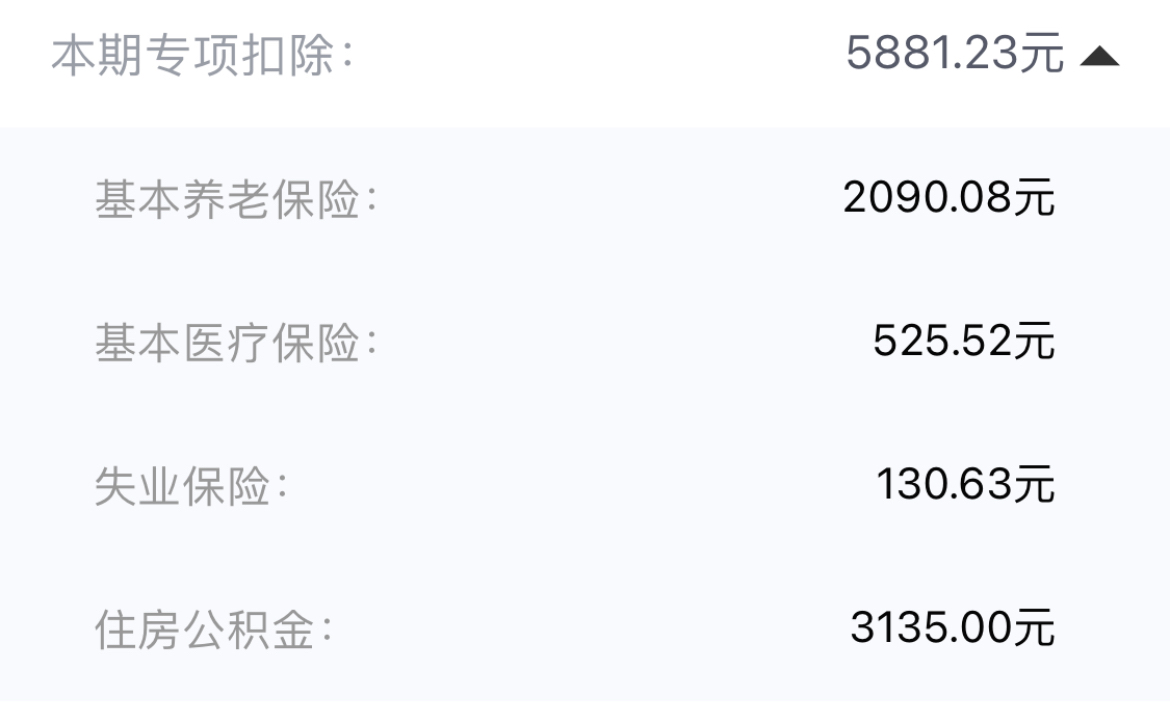 本期专项扣除： 5881.23元
基本养老保险： 2090.08元
基本医疗保险： 525.52元
失业保险： 130.63元
住房公积金： 3135.00元